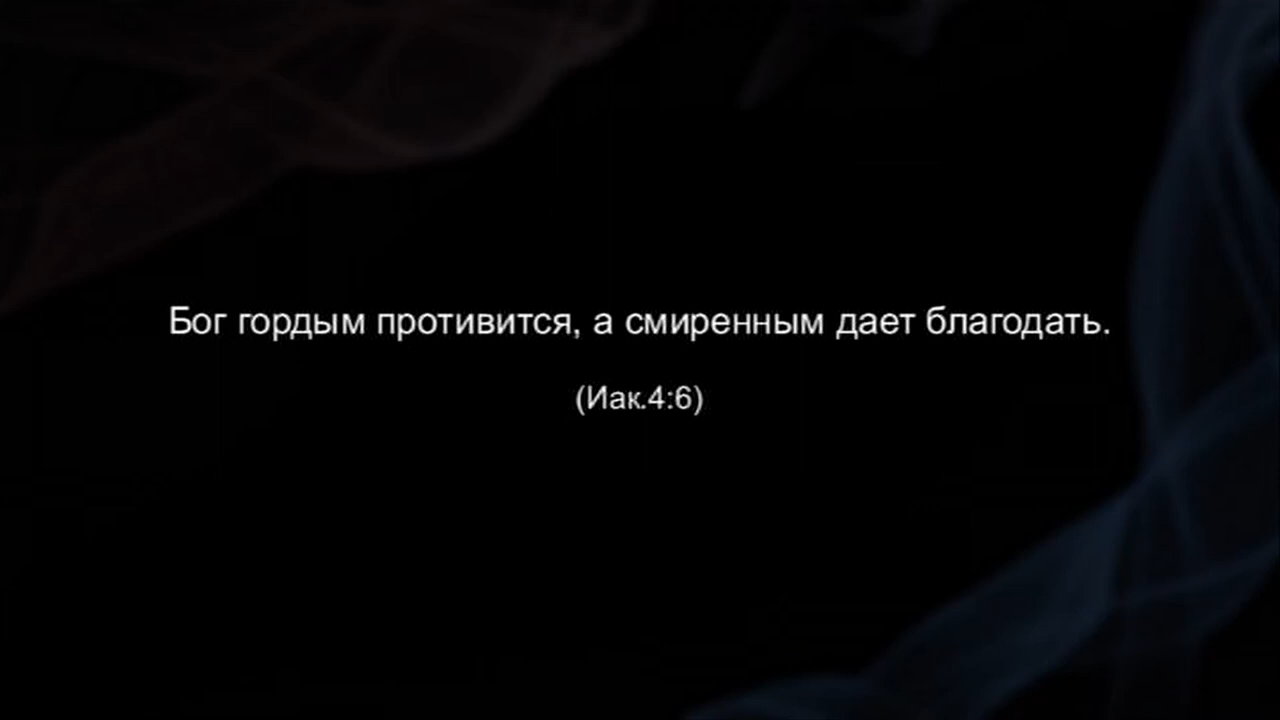 Бог гордым противится, а смиренным дает благодать.
(Иак.4:6)